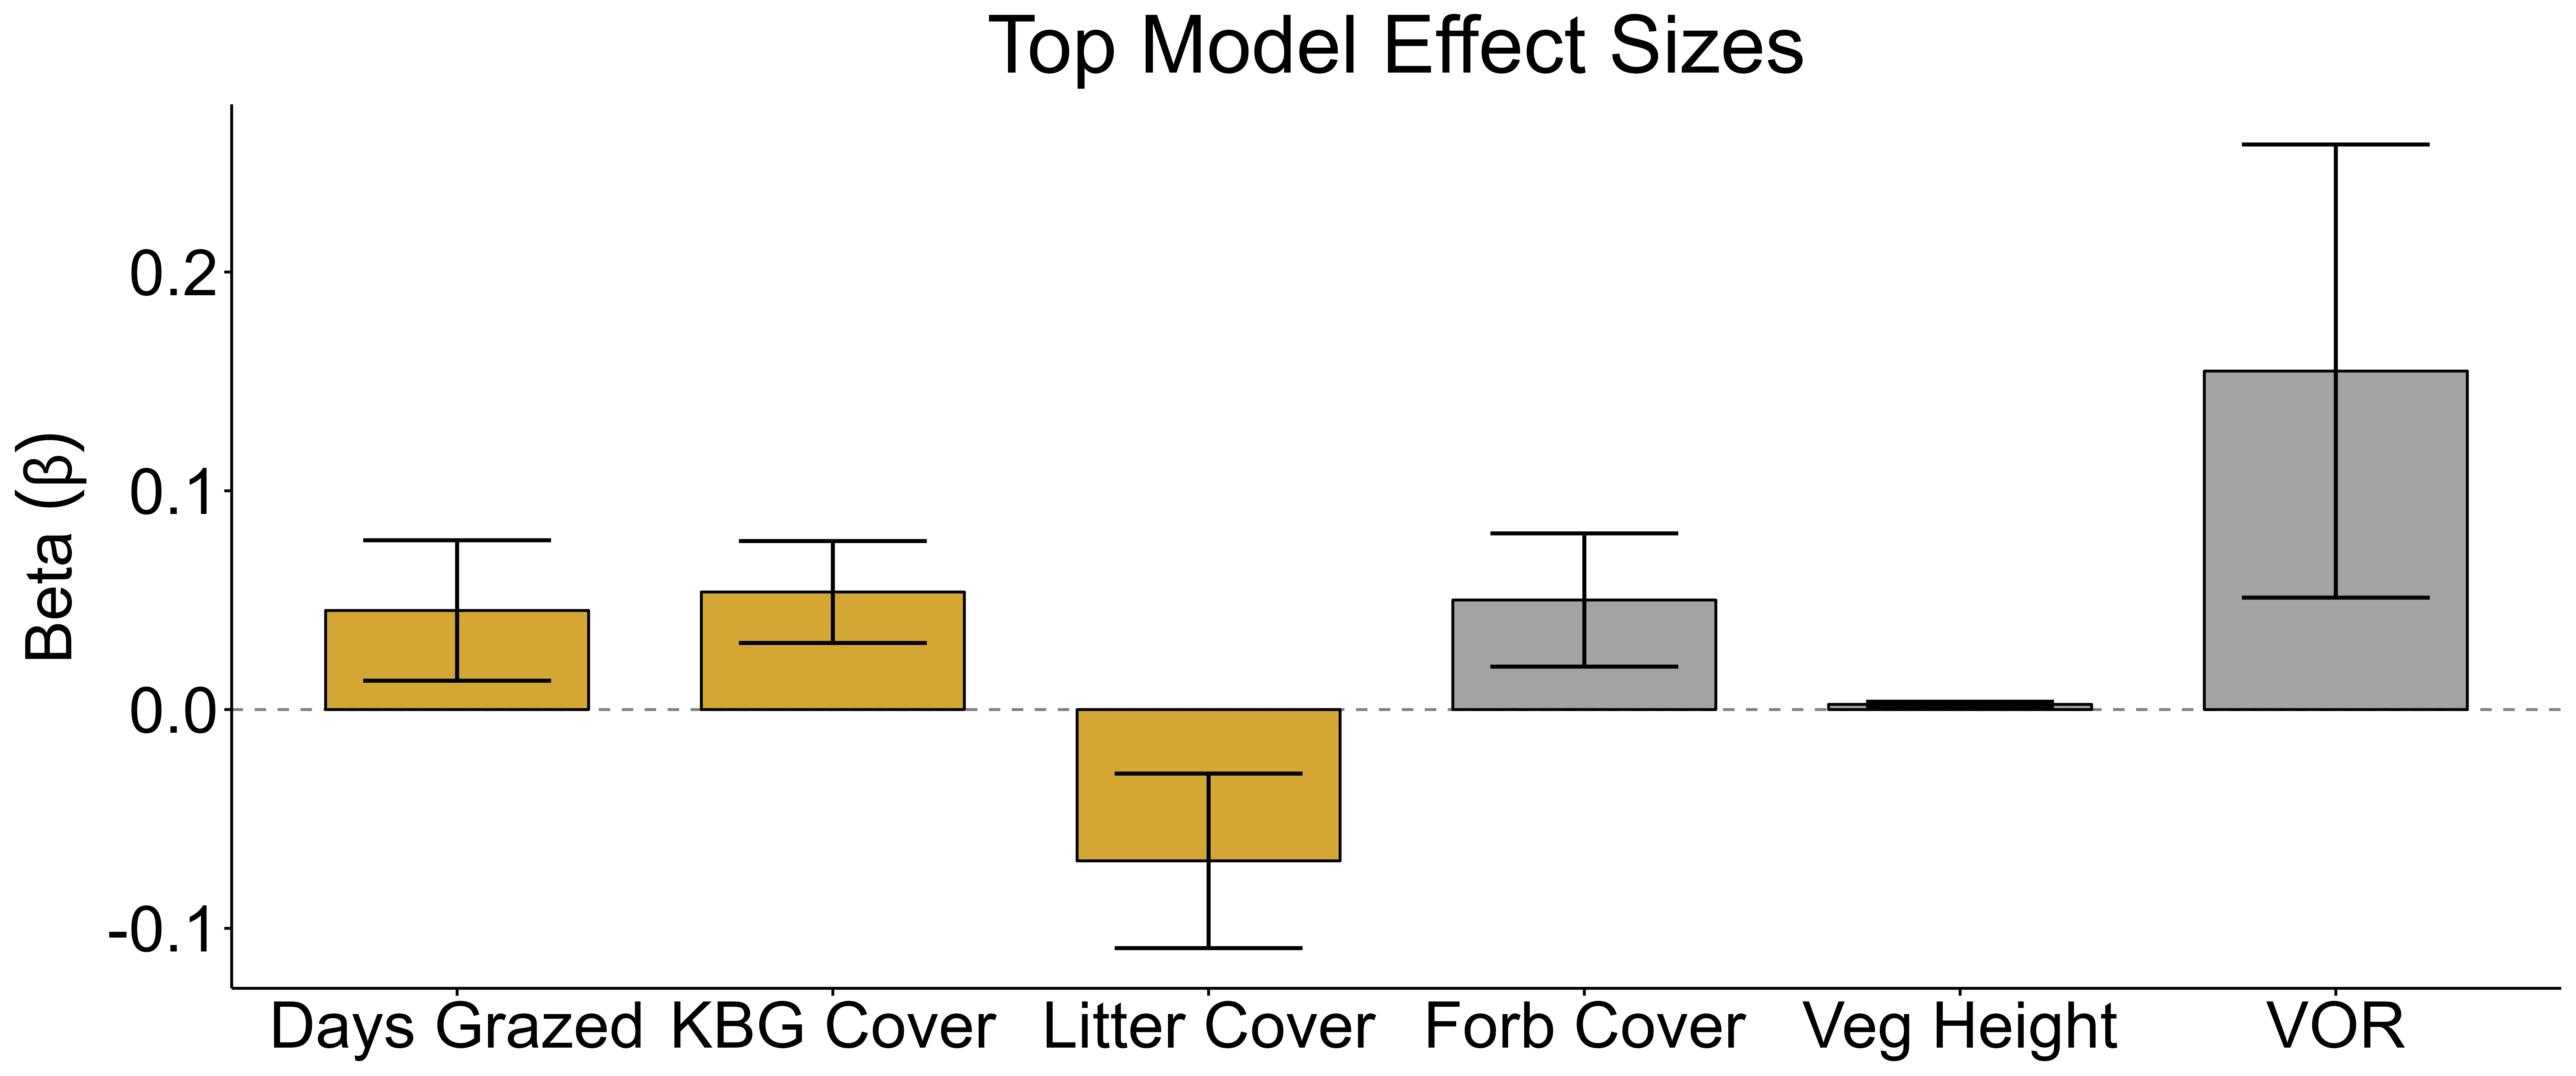 Top Model Effect Sizes
Beta (β)
0.2
0.1
0.0
-0.1
Days Grazed KBG Cover Litter Cover Forb Cover Veg Height VOR